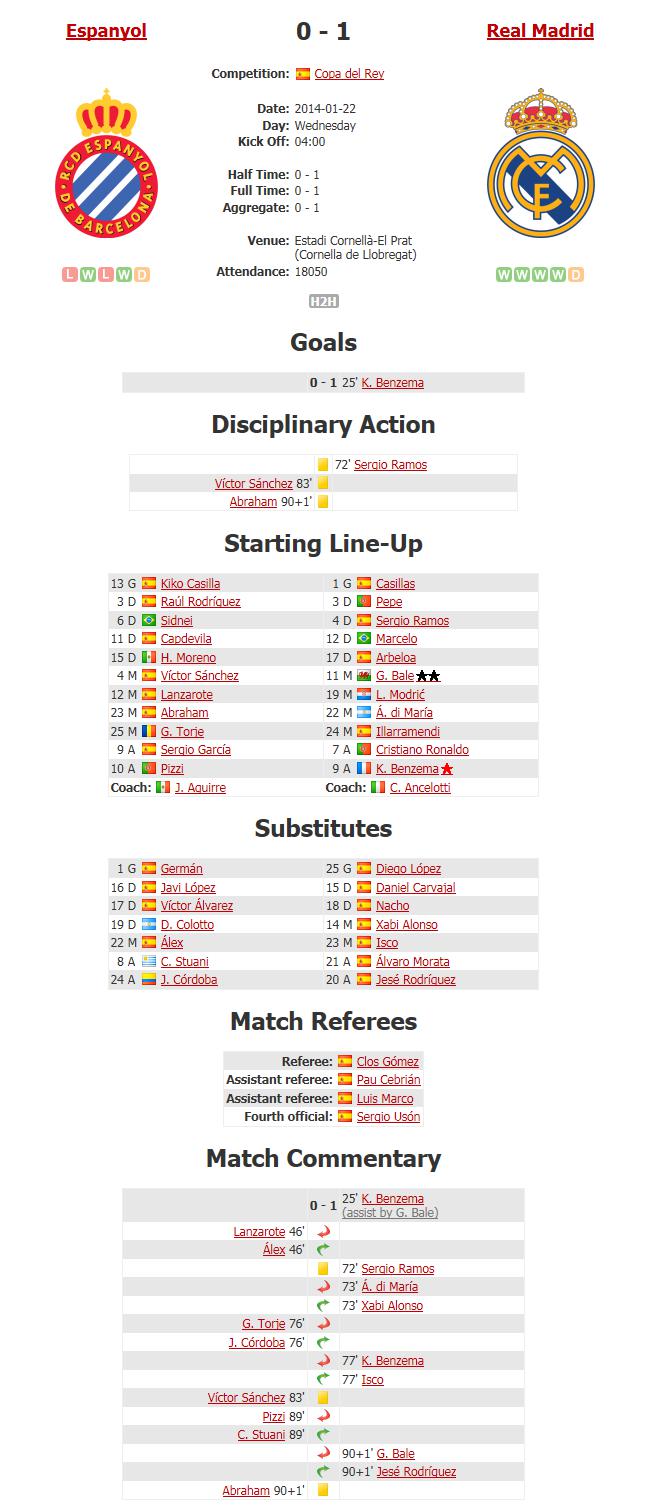 Espanyol 0 - 1 Real Madrid
Competition: Copa del Rey
Date: 2014-01-22
Day: Wednesday
Kick Off: 04:00
Half Time: 0 - 1
Full Time: 0 - 1
Aggregate: 0 - 1
Venue: Estadi Cornellà-El Prat
(Cornella de Llobregat)
Attendance: 18050
RCD ESPANYOL
DE BARCELONA
L W L W D
W W W W D
H2H
Goals
0 - 1 25' K. Benzema
Disciplinary Action
72' Sergio Ramos
Víctor Sánchez 83'
Abraham 90+1'
Starting Line-Up
13 G Kiko Casilla 1 G Casillas
3 D Raúl Rodríguez 3 D Pepe
6 D Sidnei 4 D Sergio Ramos
11 D Capdevila 12 D Marcelo
15 D H. Moreno 17 D Arbeloa
4 M Víctor Sánchez 11 M G. Bale
12 M Lanzarote 19 M L. Modrić
23 M Abraham 22 M Á. di María
25 M G. Torje 24 M Illarramendi
9 A Sergio García 7 A Cristiano Ronaldo
10 A Pizzi 9 A K. Benzema
Coach: J. Aguirre Coach: C. Ancelotti
Substitutes
1 G Germán 25 G Diego López
16 D Javi López 15 D Daniel Carvajal
17 D Víctor Álvarez 18 D Nacho
19 D D. Colotto 14 M Xabi Alonso
22 M Álex 23 M Isco
8 A C. Stuani 21 A Álvaro Morata
24 A J. Córdoba 20 A Jesé Rodríguez
Match Referees
Referee: Clos Gómez
Assistant referee: Pau Cebrián
Assistant referee: Luis Marco
Fourth official: Sergio Usón
Match Commentary
0 - 1 25' K. Benzema
(assist by G. Bale)
Lanzarote 46'
Álex 46'
72' Sergio Ramos
73' Á. di María
73' Xabi Alonso
G. Torje 76'
J. Córdoba 76'
77' K. Benzema
77' Isco
Víctor Sánchez 83'
Pizzi 89'
C. Stuani 89'
90+1' G. Bale
90+1' Jesé Rodríguez
Abraham 90+1'